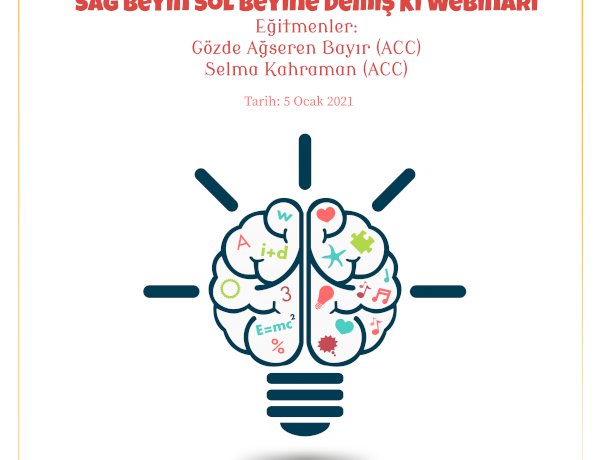 Sağ Beyin Sol Beyine Demiş Ki Webinarı
Eğitmenler:
Gözde Ağseren Bayır (ACC)
Selma Kahraman (ACC)
Tarih: 5 Ocak 2021
w
A
i+d
3
E=mc²
%